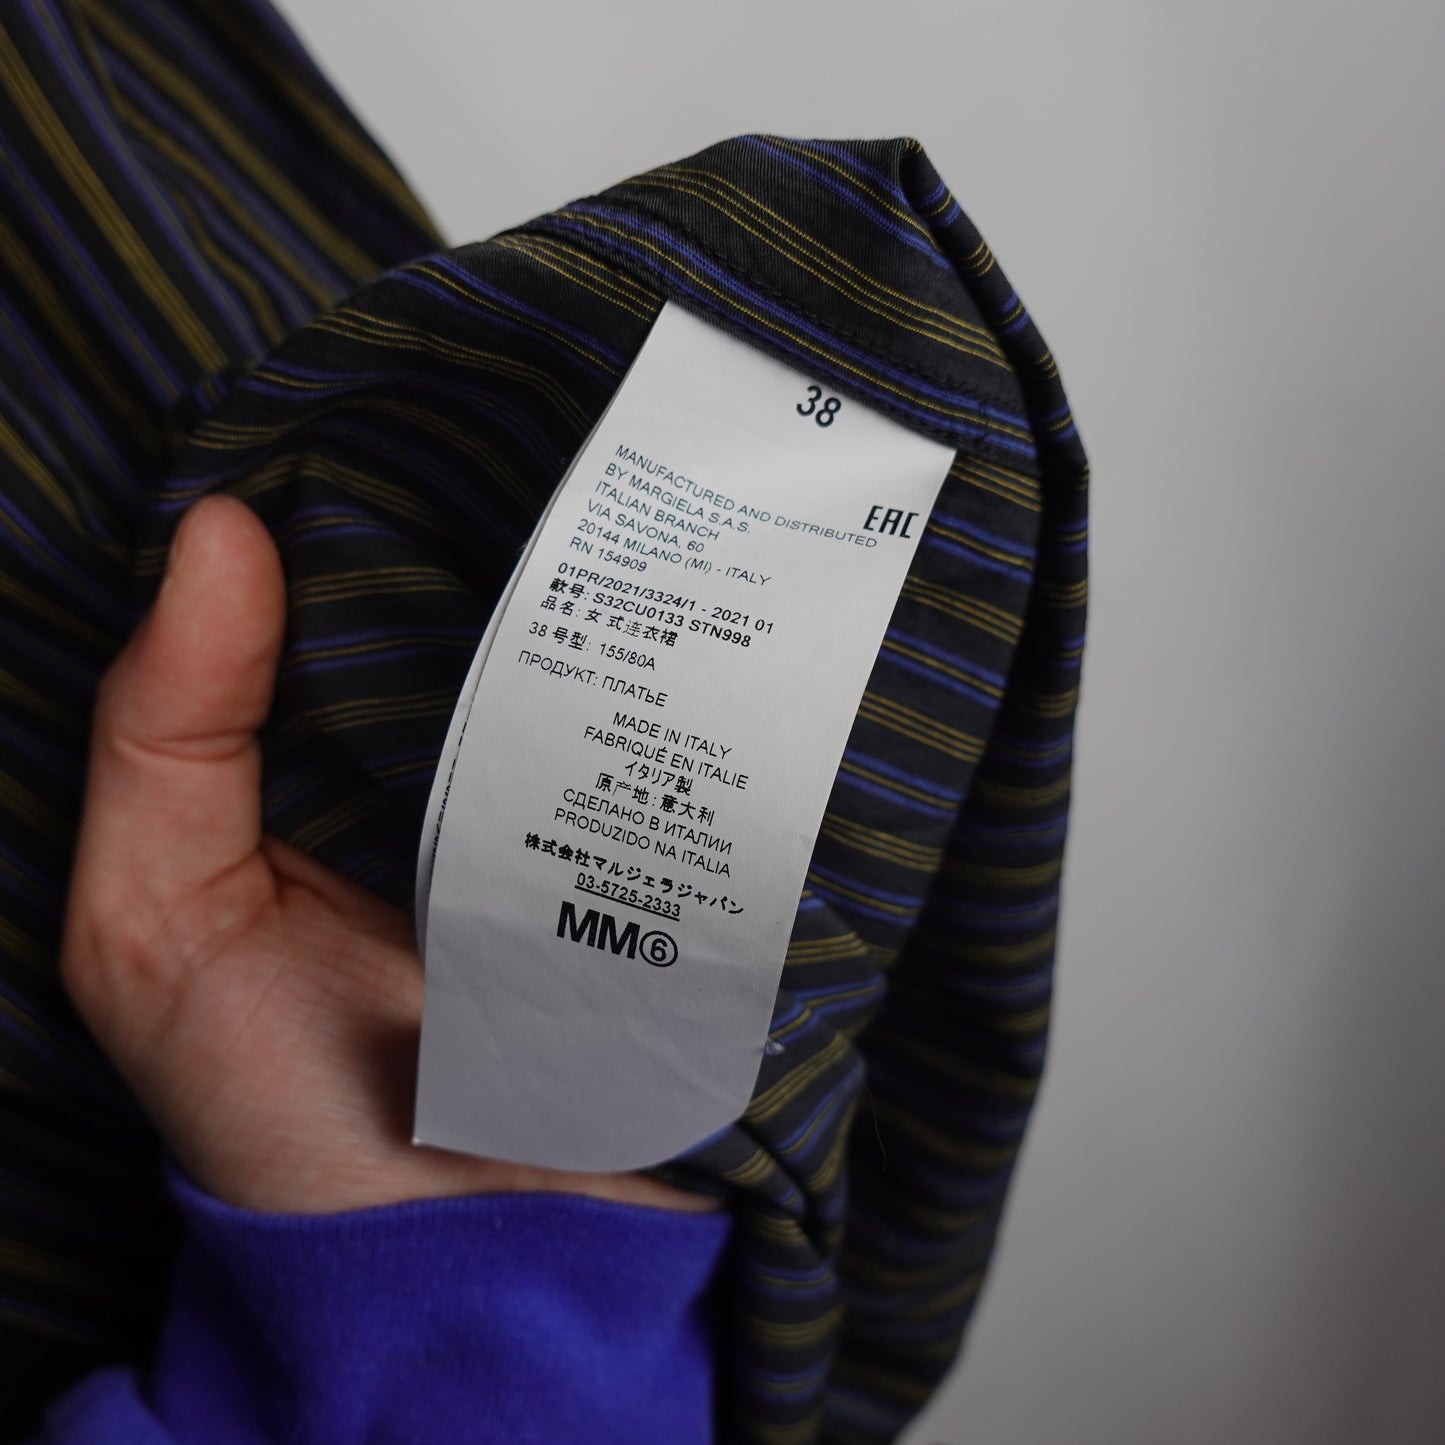 38
MANUFACTURED AND DISTRIBUTED
BY MARGIELA S.A.S.
ITALIAN BRANCH
VIA SAVONA, 60
20144 MILANO (MI) - ITALY
RN 154909
EAC
01PR/2021/3324/1 - 2021 01
款号: S32CU0133 STN998
品名: 女 式连衣裙
38 号型: 155/80A
ПРОДУКТ: ПЛАТЬЕ
MADE IN ITALY
FABRIQUÉ EN ITALIE
イタリア製
原产地: 意大利
СДЕЛАНО В ИТАЛИИ
PRODUZIDO NA ITALIA
株式会社マルジェラジャパン
03-5725-2333
MM⑥